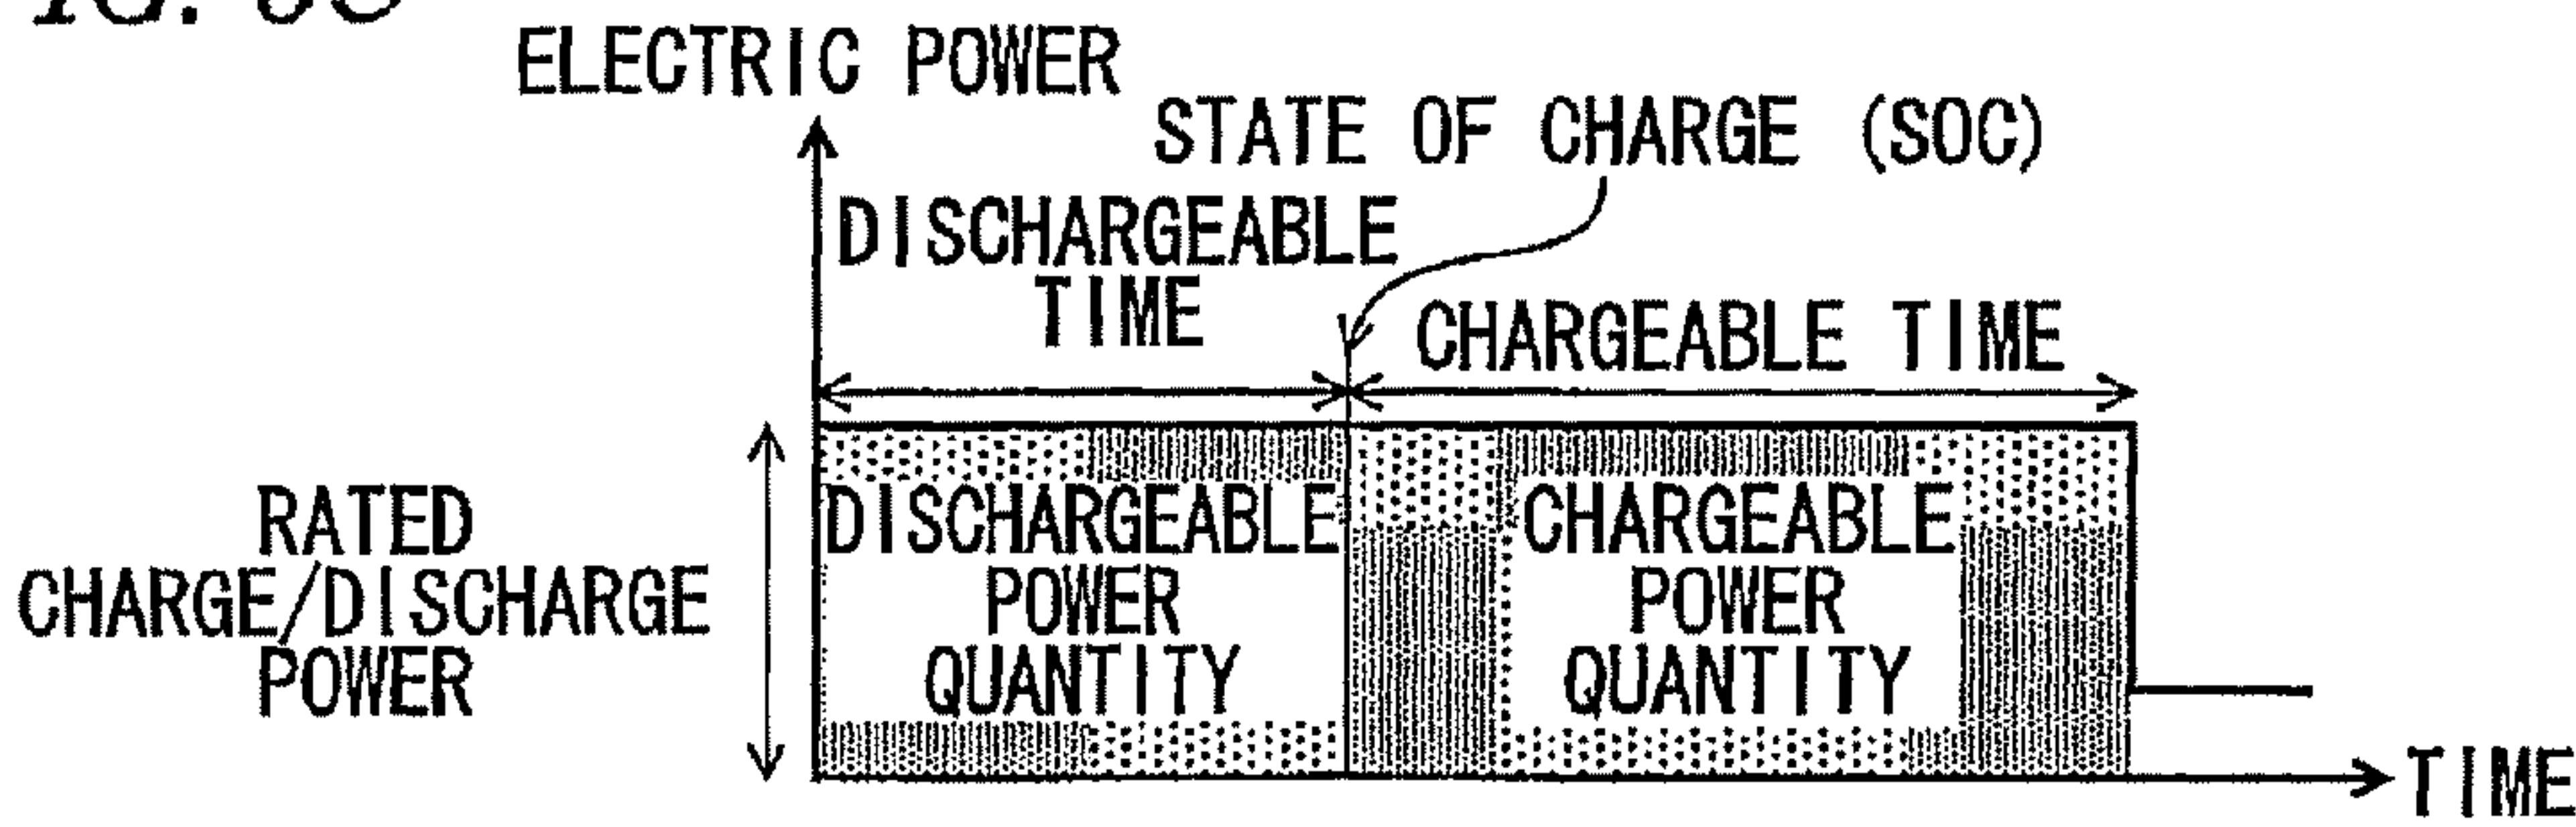 ELECTRIC POWER
STATE OF CHARGE (SOC)
DISCHARGEABLE
TIME
CHARGEABLE TIME
RATED
CHARGE/DISCHARGE
POWER
DISCHARGEABLE
POWER
QUANTITY
CHARGEABLE
POWER
QUANTITY
TIME